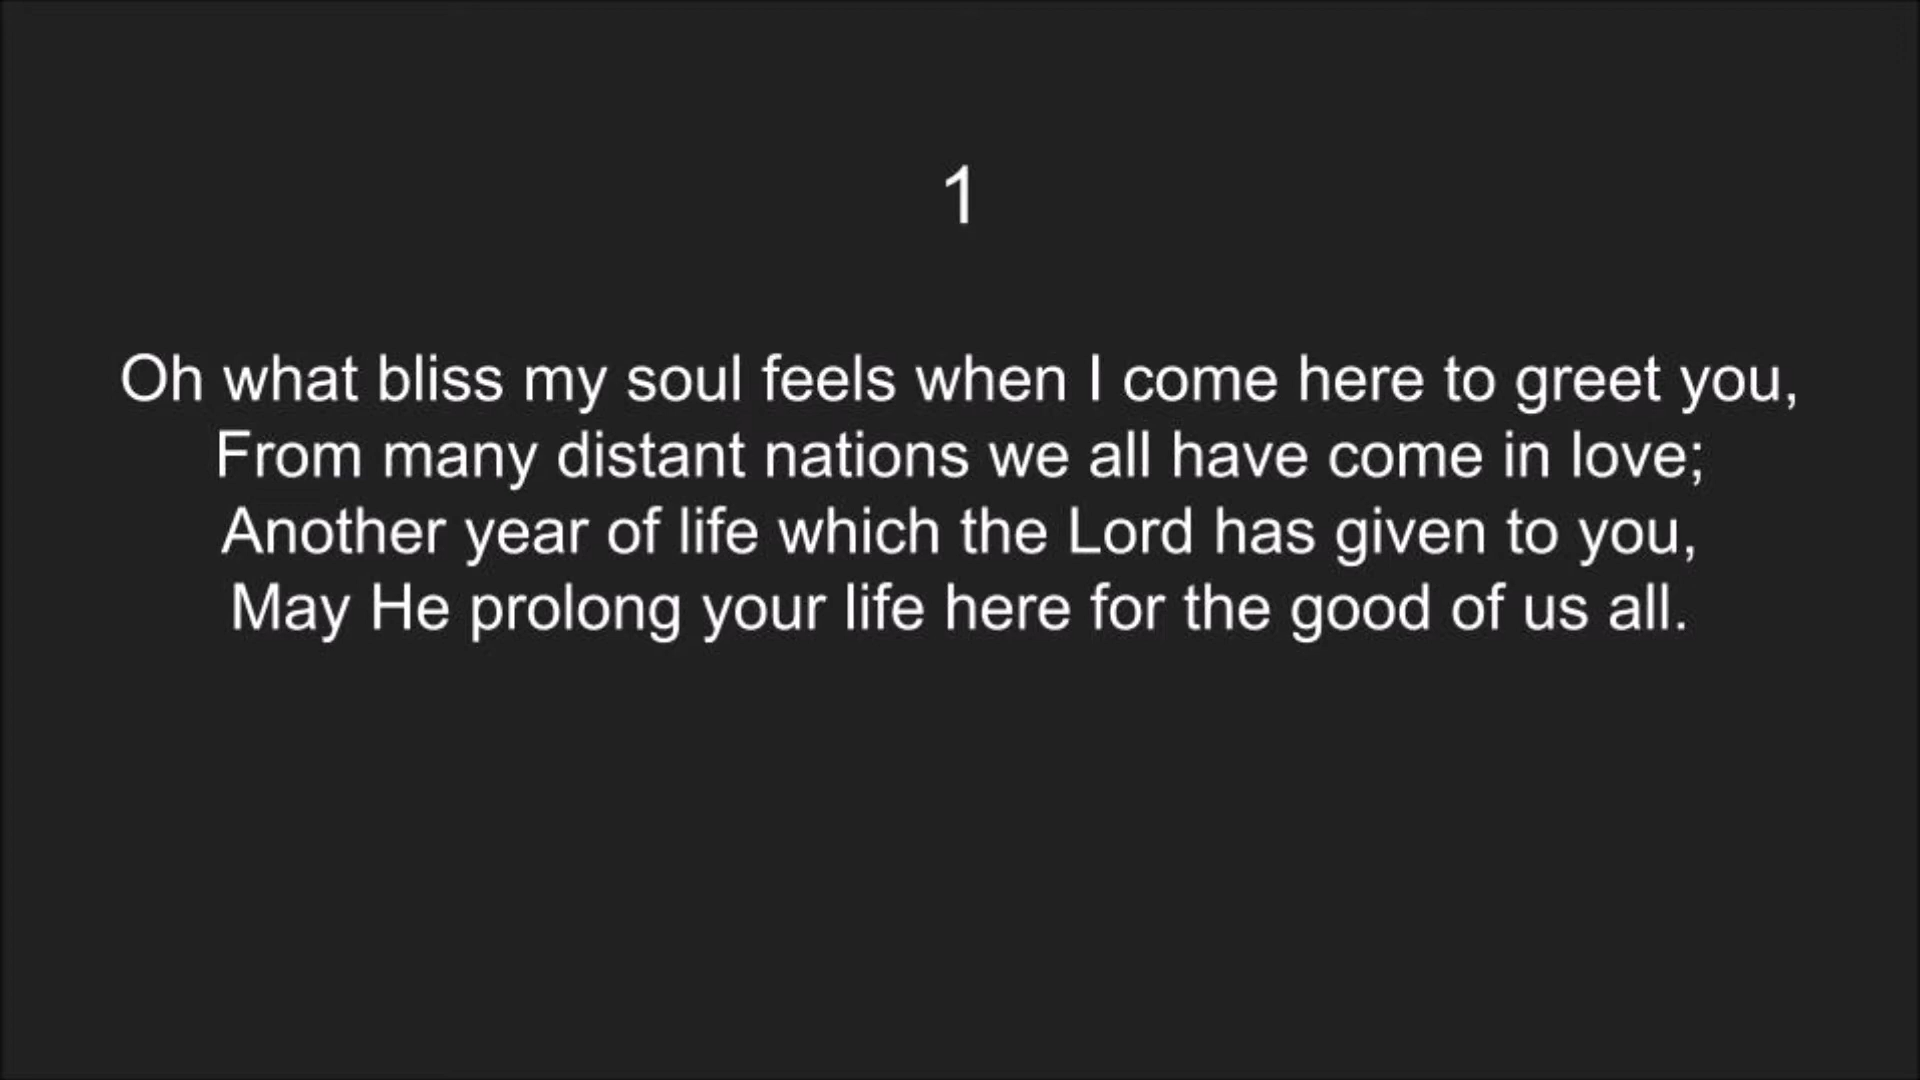 1
Oh what bliss my soul feels when I come here to greet you,
From many distant nations we all have come in love;
Another year of life which the Lord has given to you,
May He prolong your life here for the good of us all.